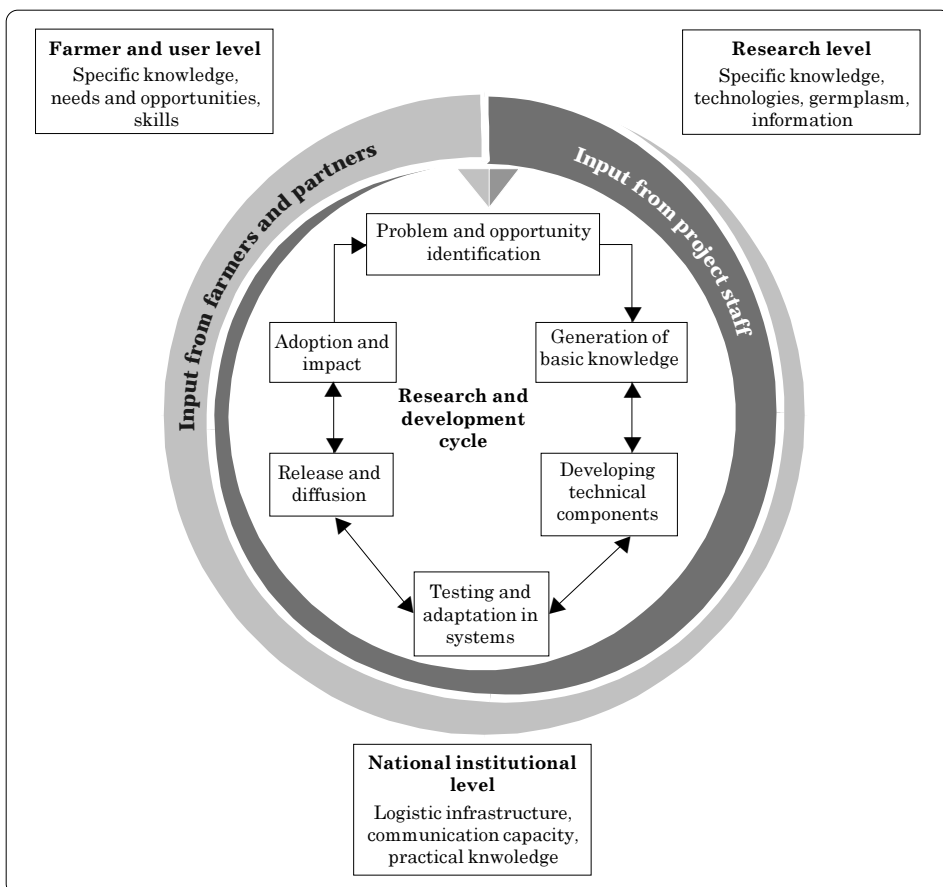 Farmer and user level
Specific knowledge,
needs and opportunities,
skills
Research level
Specific knowledge,
technologies, germplasm,
information
Input from farmers and partners
Input from project staff
Problem and opportunity
identification
Adoption and
impact
Generation of
basic knowledge
Research and
development
cycle
Release and
diffusion
Developing
technical
components
Testing and
adaptation in
systems
National institutional
level
Logistic infrastructure,
communication capacity,
practical knwoledge